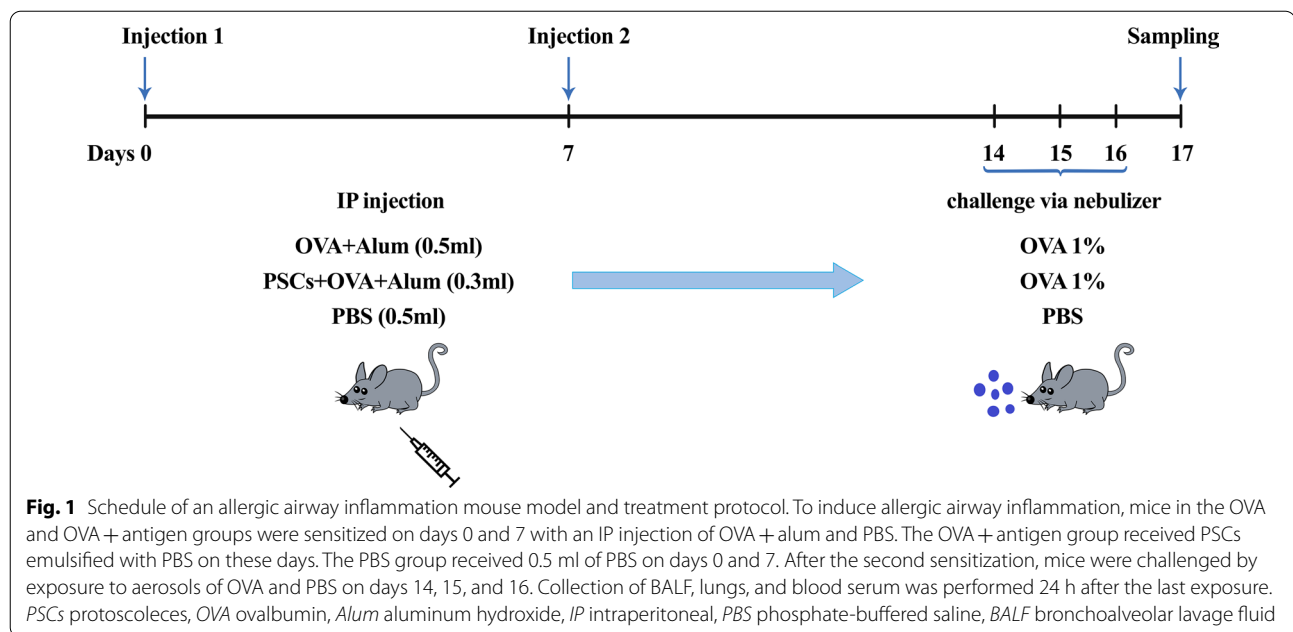 Injection 1 Injection 2 Sampling
Days 0 7 14 15 16 17
IP injection challenge via nebulizer
OVA+Alum (0.5ml) OVA 1%
PSCs+OVA+Alum (0.3ml) OVA 1%
PBS (0.5ml) PBS
Fig. 1 Schedule of an allergic airway inflammation mouse model and treatment protocol. To induce allergic airway inflammation, mice in the OVA
and OVA + antigen groups were sensitized on days 0 and 7 with an IP injection of OVA + alum and PBS. The OVA + antigen group received PSCs
emulsified with PBS on these days. The PBS group received 0.5 ml of PBS on days 0 and 7. After the second sensitization, mice were challenged by
exposure to aerosols of OVA and PBS on days 14, 15, and 16. Collection of BALF, lungs, and blood serum was performed 24 h after the last exposure.
PSCs protoscoleces, OVA ovalbumin, Alum aluminum hydroxide, IP intraperitoneal, PBS phosphate-buffered saline, BALF bronchoalveolar lavage fluid